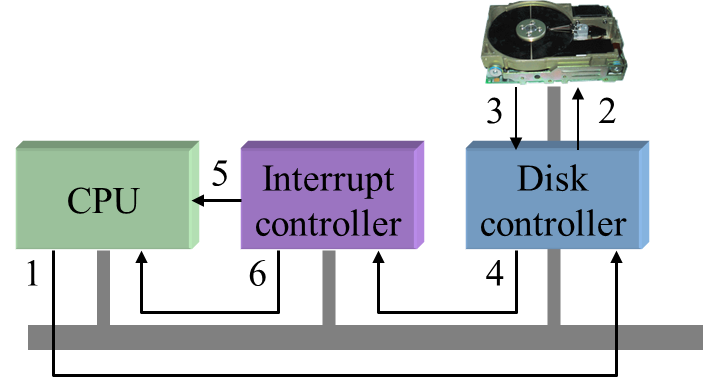 3
2
5
CPU
Interrupt
controller
Disk
controller
1
6
4